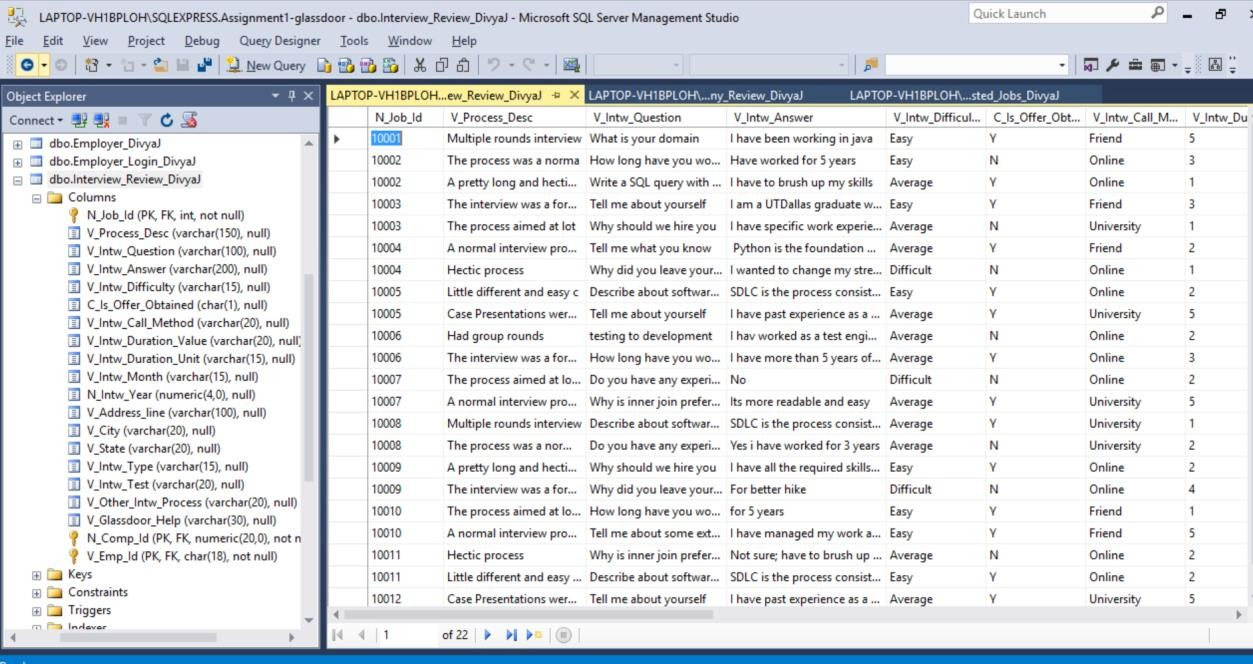 LAPTOP-VH1BPLOH\SQLEXPRESS.Assignment1-glassdoor - dbo.Interview_Review_DivyaJ - Microsoft SQL Server Management Studio
Quick Launch
File Edit View Project Debug Query Designer Tools Window Help
New Query
Object Explorer
LAPTOP-VH1BPLOH...ew_Review_DivyaJ LAPTOP-VH1BPLOH\...ny_Review_DivyaJ LAPTOP-VH1BPLOH\...sted_Jobs_DivyaJ
Connect
dbo.Employer_DivyaJ
dbo.Employer_Login_DivyaJ
dbo.Interview_Review_DivyaJ
Columns
N_Job_Id (PK, FK, int, not null)
V_Process_Desc (varchar(150), null)
V_Intw_Question (varchar(100), null)
V_Intw_Answer (varchar(200), null)
V_Intw_Difficulty (varchar(15), null)
C_Is_Offer_Obtained (char(1), null)
V_Intw_Call_Method (varchar(20), null)
V_Intw_Duration_Value (varchar(20), null)
V_Intw_Duration_Unit (varchar(15), null)
V_Intw_Month (varchar(15), null)
N_Intw_Year (numeric(4,0), null)
V_Address_line (varchar(100), null)
V_City (varchar(20), null)
V_State (varchar(20), null)
V_Intw_Type (varchar(15), null)
V_Intw_Test (varchar(20), null)
V_Other_Intw_Process (varchar(20), null)
V_Glassdoor_Help (varchar(30), null)
N_Comp_Id (PK, FK, numeric(20,0), not n
V_Emp_Id (PK, FK, char(18), not null)
Keys
Constraints
Triggers
Indexes
N_Job_Id V_Process_Desc V_Intw_Question V_Intw_Answer V_Intw_Difficul... C_Is_Offer_Obt... V_Intw_Call_M... V_Intw_Du
10001 Multiple rounds interview What is your domain I have been working in java Easy Y Friend 5
10002 The process was a norma How long have you wo... Have worked for 5 years Easy N Online 3
10002 A pretty long and hecti... Write a SQL query with ... I have to brush up my skills Average Y Online 1
10003 The interview was a for... Tell me about yourself I am a UTDallas graduate w... Easy Y Friend 3
10003 The process aimed at lot Why should we hire you I have specific work experie... Average N University 1
10004 A normal interview pro... Tell me what you know Python is the foundation ... Average Y Friend 2
10004 Hectic process Why did you leave your... I wanted to change my stre... Difficult N Online 1
10005 Little different and easy c Describe about softwar... SDLC is the process consist... Easy Y Online 2
10005 Case Presentations wer... Tell me about yourself I have past experience as a ... Average Y University 5
10006 Had group rounds testing to development I hav worked as a test engi... Average N Online 2
10006 The interview was a for... How long have you wo... I have more than 5 years of... Average Y Online 3
10007 The process aimed at lo... Do you have any experi... No Difficult N Online 2
10007 A normal interview pro... Why is inner join prefer... Its more readable and easy Average Y University 5
10008 Multiple rounds interview Describe about softwar... SDLC is the process consist... Average Y University 1
10008 The process was a nor... Do you have any experi... Yes i have worked for 3 years Average N University 2
10009 A pretty long and hecti... Why should we hire you I have all the required skills... Easy Y Online 2
10009 The interview was a for... Why did you leave your... For better hike Difficult N Online 4
10010 The process aimed at lo... How long have you wo... for 5 years Easy Y Friend 1
10010 A normal interview pro... Tell me about some ext... I have managed my work a... Easy Y Friend 5
10011 Hectic process Why is inner join prefer... Not sure; have to brush up ... Average N Online 2
10011 Little different and easy ... Describe about softwar... SDLC is the process consist... Easy Y Online 2
10012 Case Presentations wer... Tell me about yourself I have past experience as a ... Average Y University 5
1 of 22